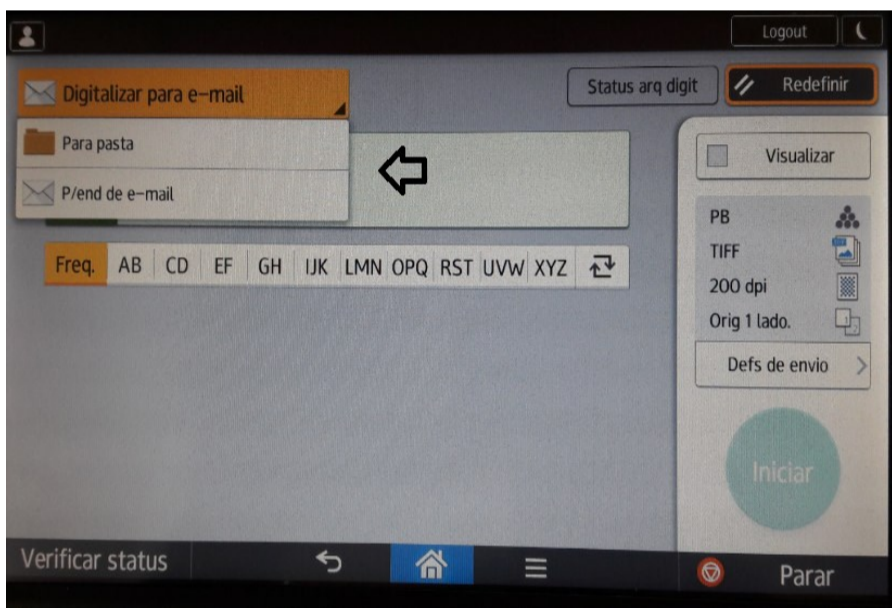 Logout
Digitalizar para e-mail
Status arq digit
Redefinir
Para pasta
P/end de e-mail
Visualizar
PB
TIFF
200 dpi
Orig 1 lado.
Defs de envio
Freq. AB CD EF GH IJK LMN OPQ RST UVW XYZ
Iniciar
Verificar status
Parar